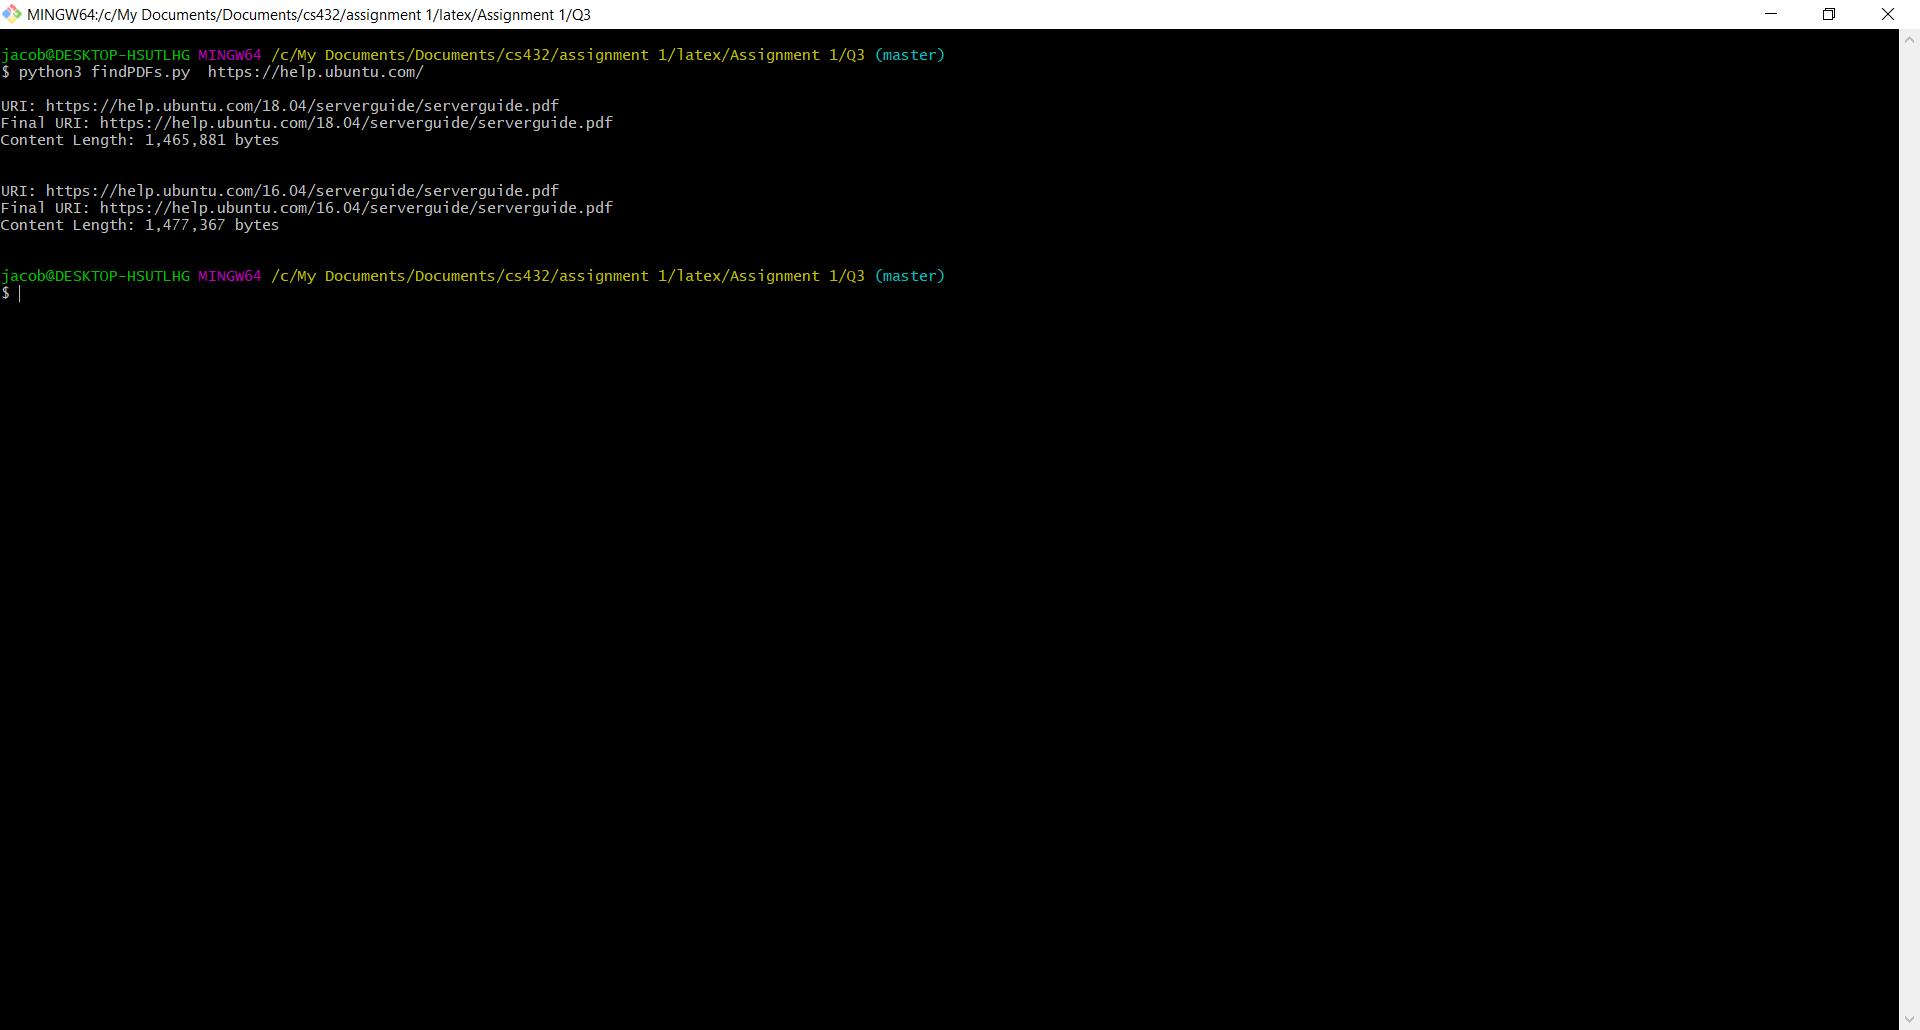 MINGW64:/c/My Documents/Documents/cs432/assignment 1/latex/Assignment 1/Q3
jacob@DESKTOP-HSUTLHG MINGW64 /c/My Documents/Documents/cs432/assignment 1/latex/Assignment 1/Q3 (master)
$ python3 findPDFs.py  https://help.ubuntu.com/
URI: https://help.ubuntu.com/18.04/serverguide/serverguide.pdf
Final URI: https://help.ubuntu.com/18.04/serverguide/serverguide.pdf
Content Length: 1,465,881 bytes
URI: https://help.ubuntu.com/16.04/serverguide/serverguide.pdf
Final URI: https://help.ubuntu.com/16.04/serverguide/serverguide.pdf
Content Length: 1,477,367 bytes
jacob@DESKTOP-HSUTLHG MINGW64 /c/My Documents/Documents/cs432/assignment 1/latex/Assignment 1/Q3 (master)
$